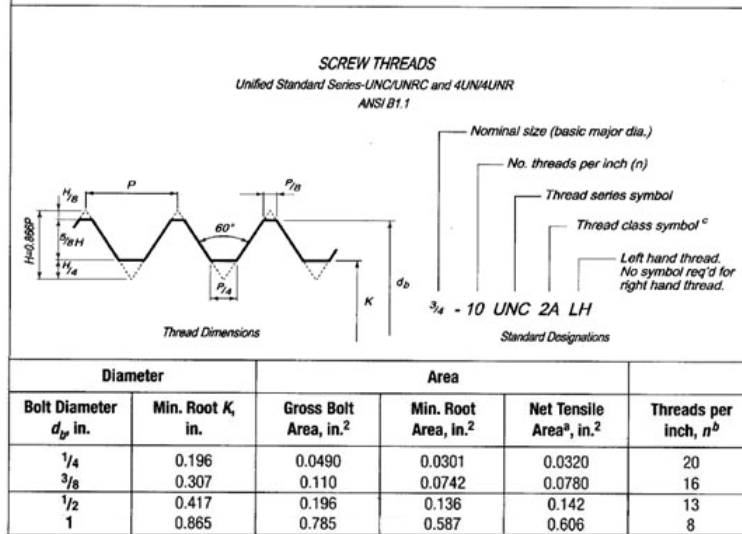 SCREW THREADS
Unified Standard Series-UNC/UNRC and 4UN/4UNR
ANSI B1.1
Nominal size (basic major dia.)
No. threads per inch (n)
Thread series symbol
Thread class symbol c
Left hand thread.
No symbol req'd for
right hand thread.
3/4 - 10 UNC 2A LH
Standard Designations
H/8
P
P/8
H=0.866P
5/8H
60°
H/4
P/4
K
db
Thread Dimensions
Diameter Area
Bolt Diameter db, in. Min. Root K, in. Gross Bolt Area, in.2 Min. Root Area, in.2 Net Tensile Areaa, in.2 Threads per inch, nb
1/4 0.196 0.0490 0.0301 0.0320 20
3/8 0.307 0.110 0.0742 0.0780 16
1/2 0.417 0.196 0.136 0.142 13
1 0.865 0.785 0.587 0.606 8